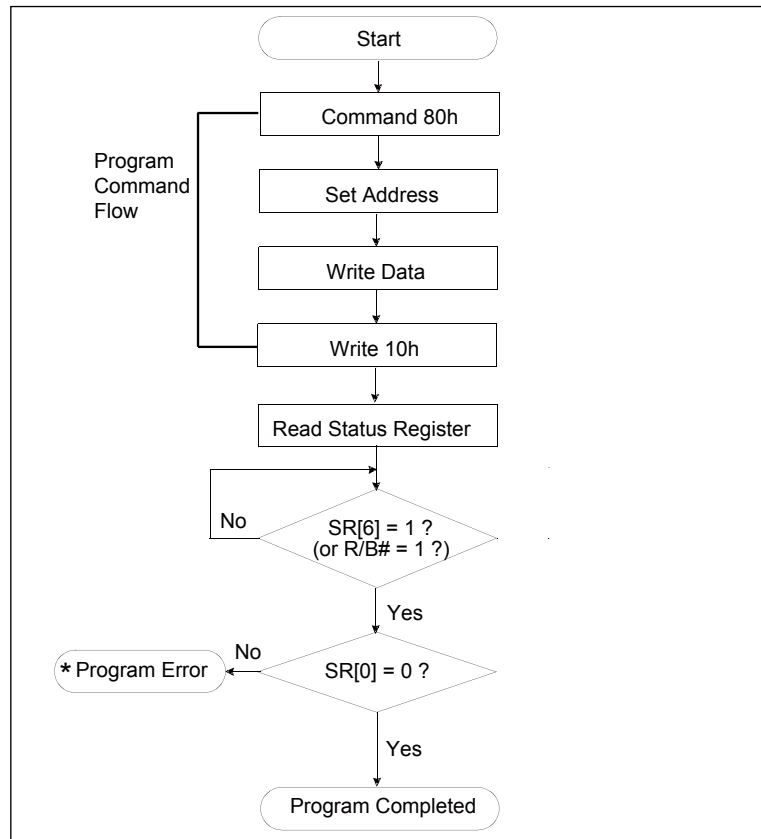 Start
Command 80h
Program
Command
Flow
Set Address
Write Data
Write 10h
Read Status Register
No
SR[6] = 1 ?
(or R/B# = 1 ?)
Yes
No
* Program Error
SR[0] = 0 ?
Yes
Program Completed